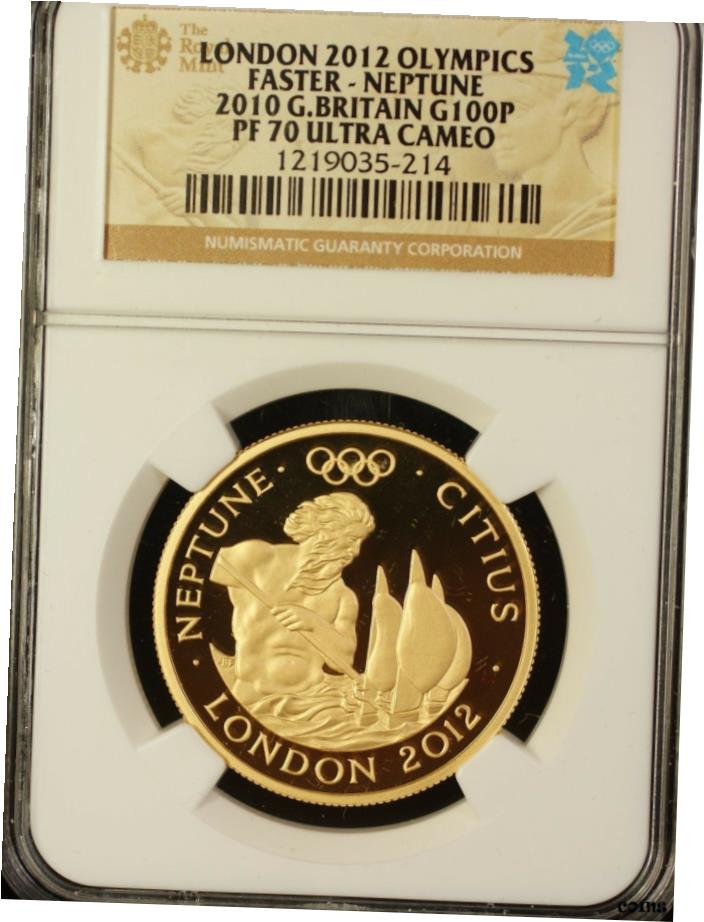 The
Royal
Mint
LONDON 2012 OLYMPICS
FASTER - NEPTUNE
2010 G.BRITAIN G100P
PF 70 ULTRA CAMEO
1219035-214
NUMISMATIC GUARANTY CORPORATION
· NEPTUNE · CITIUS ·
LONDON 2012
coins